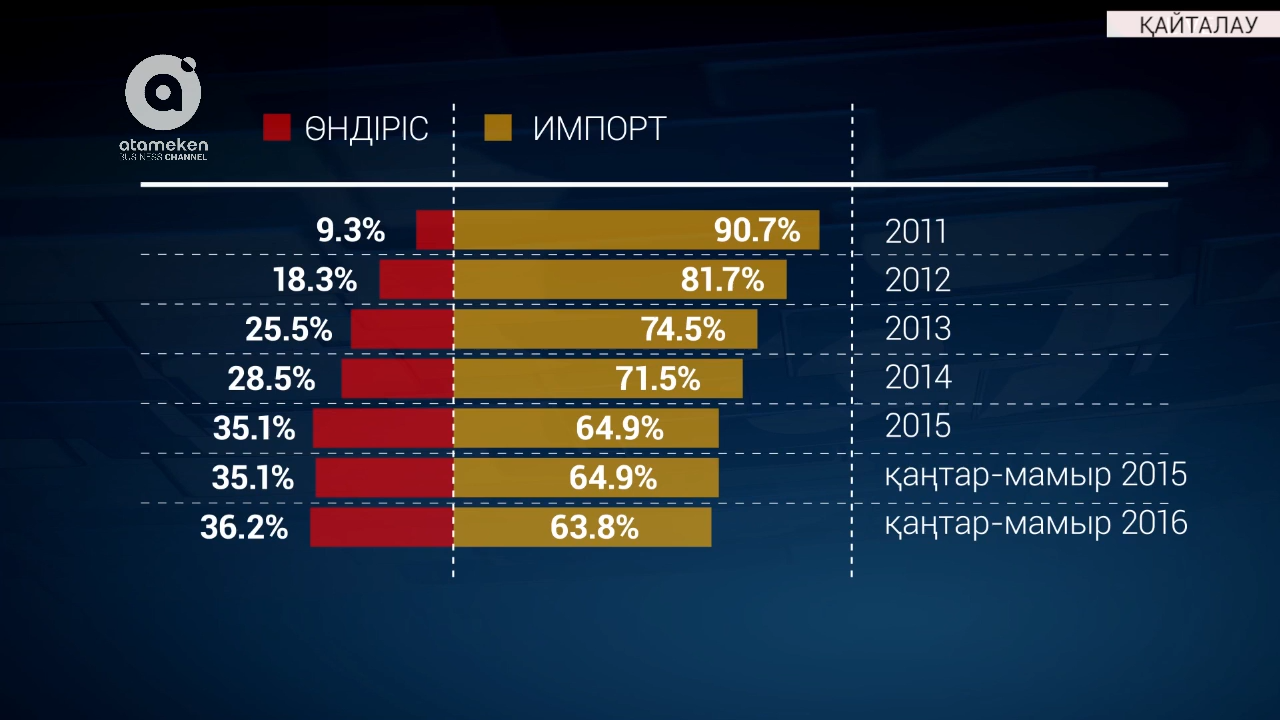 ҚАЙТАЛАУ
atameken
BUSINESS CHANNEL
ӨНДІРІС ИМПОРТ
9.3% 90.7% 2011
18.3% 81.7% 2012
25.5% 74.5% 2013
28.5% 71.5% 2014
35.1% 64.9% 2015
35.1% 64.9% қаңтар-мамыр 2015
36.2% 63.8% қаңтар-мамыр 2016